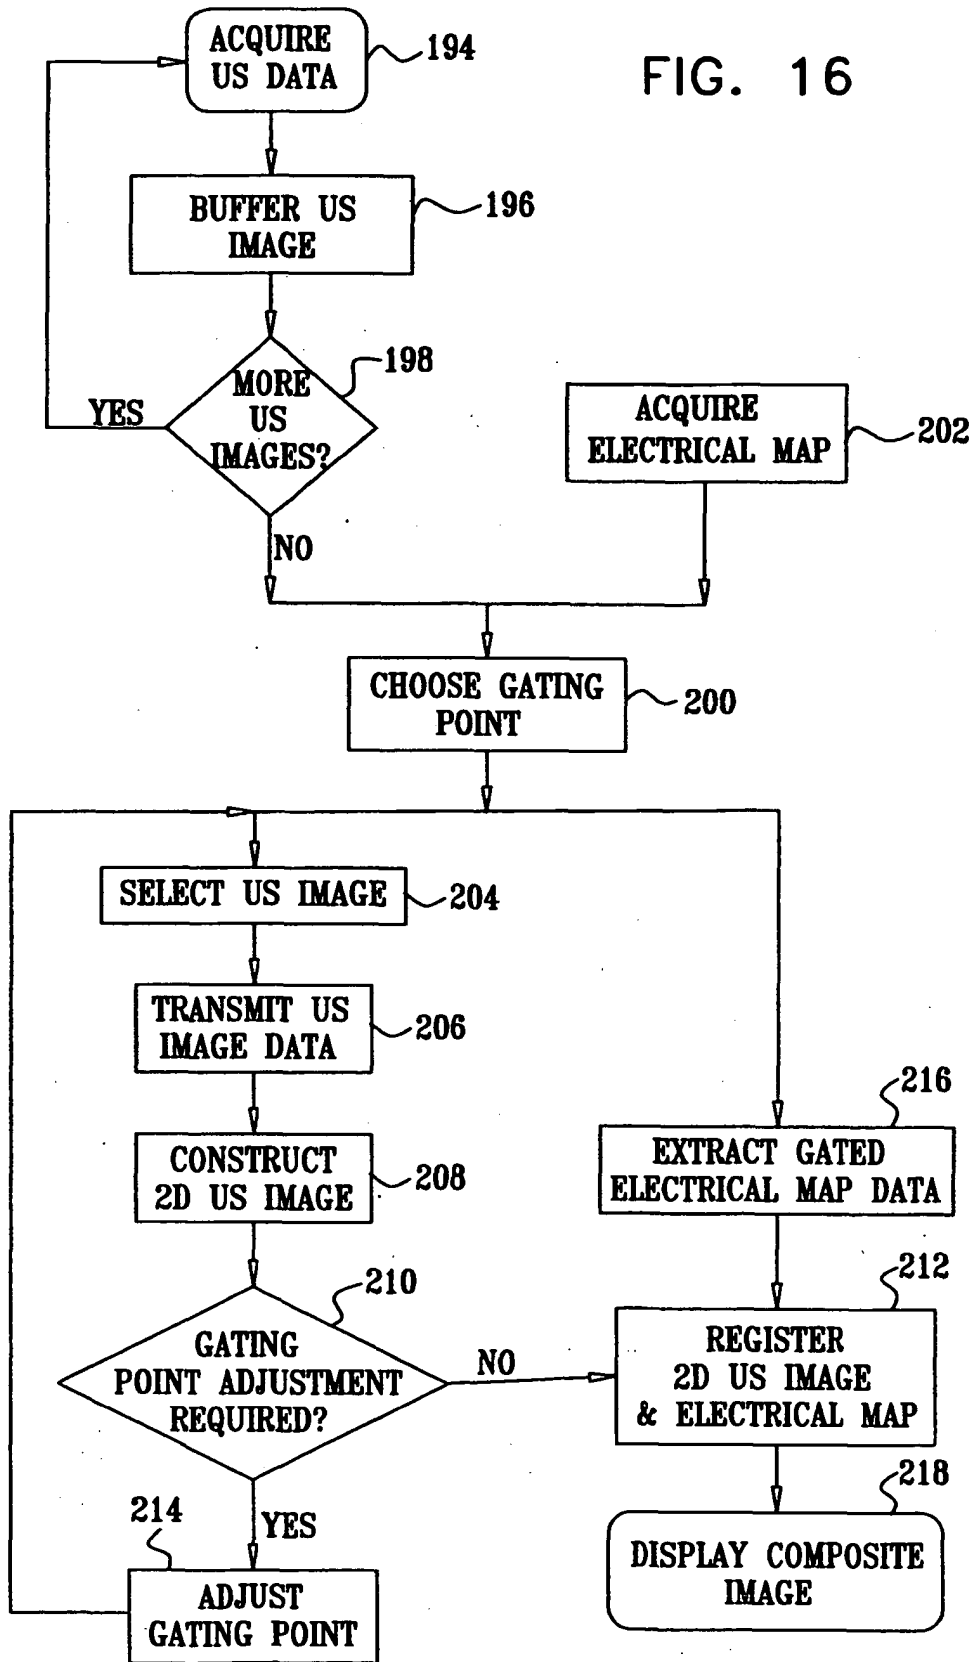 FIG. 16
ACQUIRE
US DATA
194
BUFFER US
IMAGE
196
MORE
US
IMAGES?
198
YES
NO
ACQUIRE
ELECTRICAL MAP
202
CHOOSE GATING
POINT
200
SELECT US IMAGE
204
TRANSMIT US
IMAGE DATA
206
CONSTRUCT
2D US IMAGE
208
GATING
POINT ADJUSTMENT
REQUIRED?
210
NO
YES
214
ADJUST
GATING POINT
216
EXTRACT GATED
ELECTRICAL MAP DATA
212
REGISTER
2D US IMAGE
& ELECTRICAL MAP
218
DISPLAY COMPOSITE
IMAGE